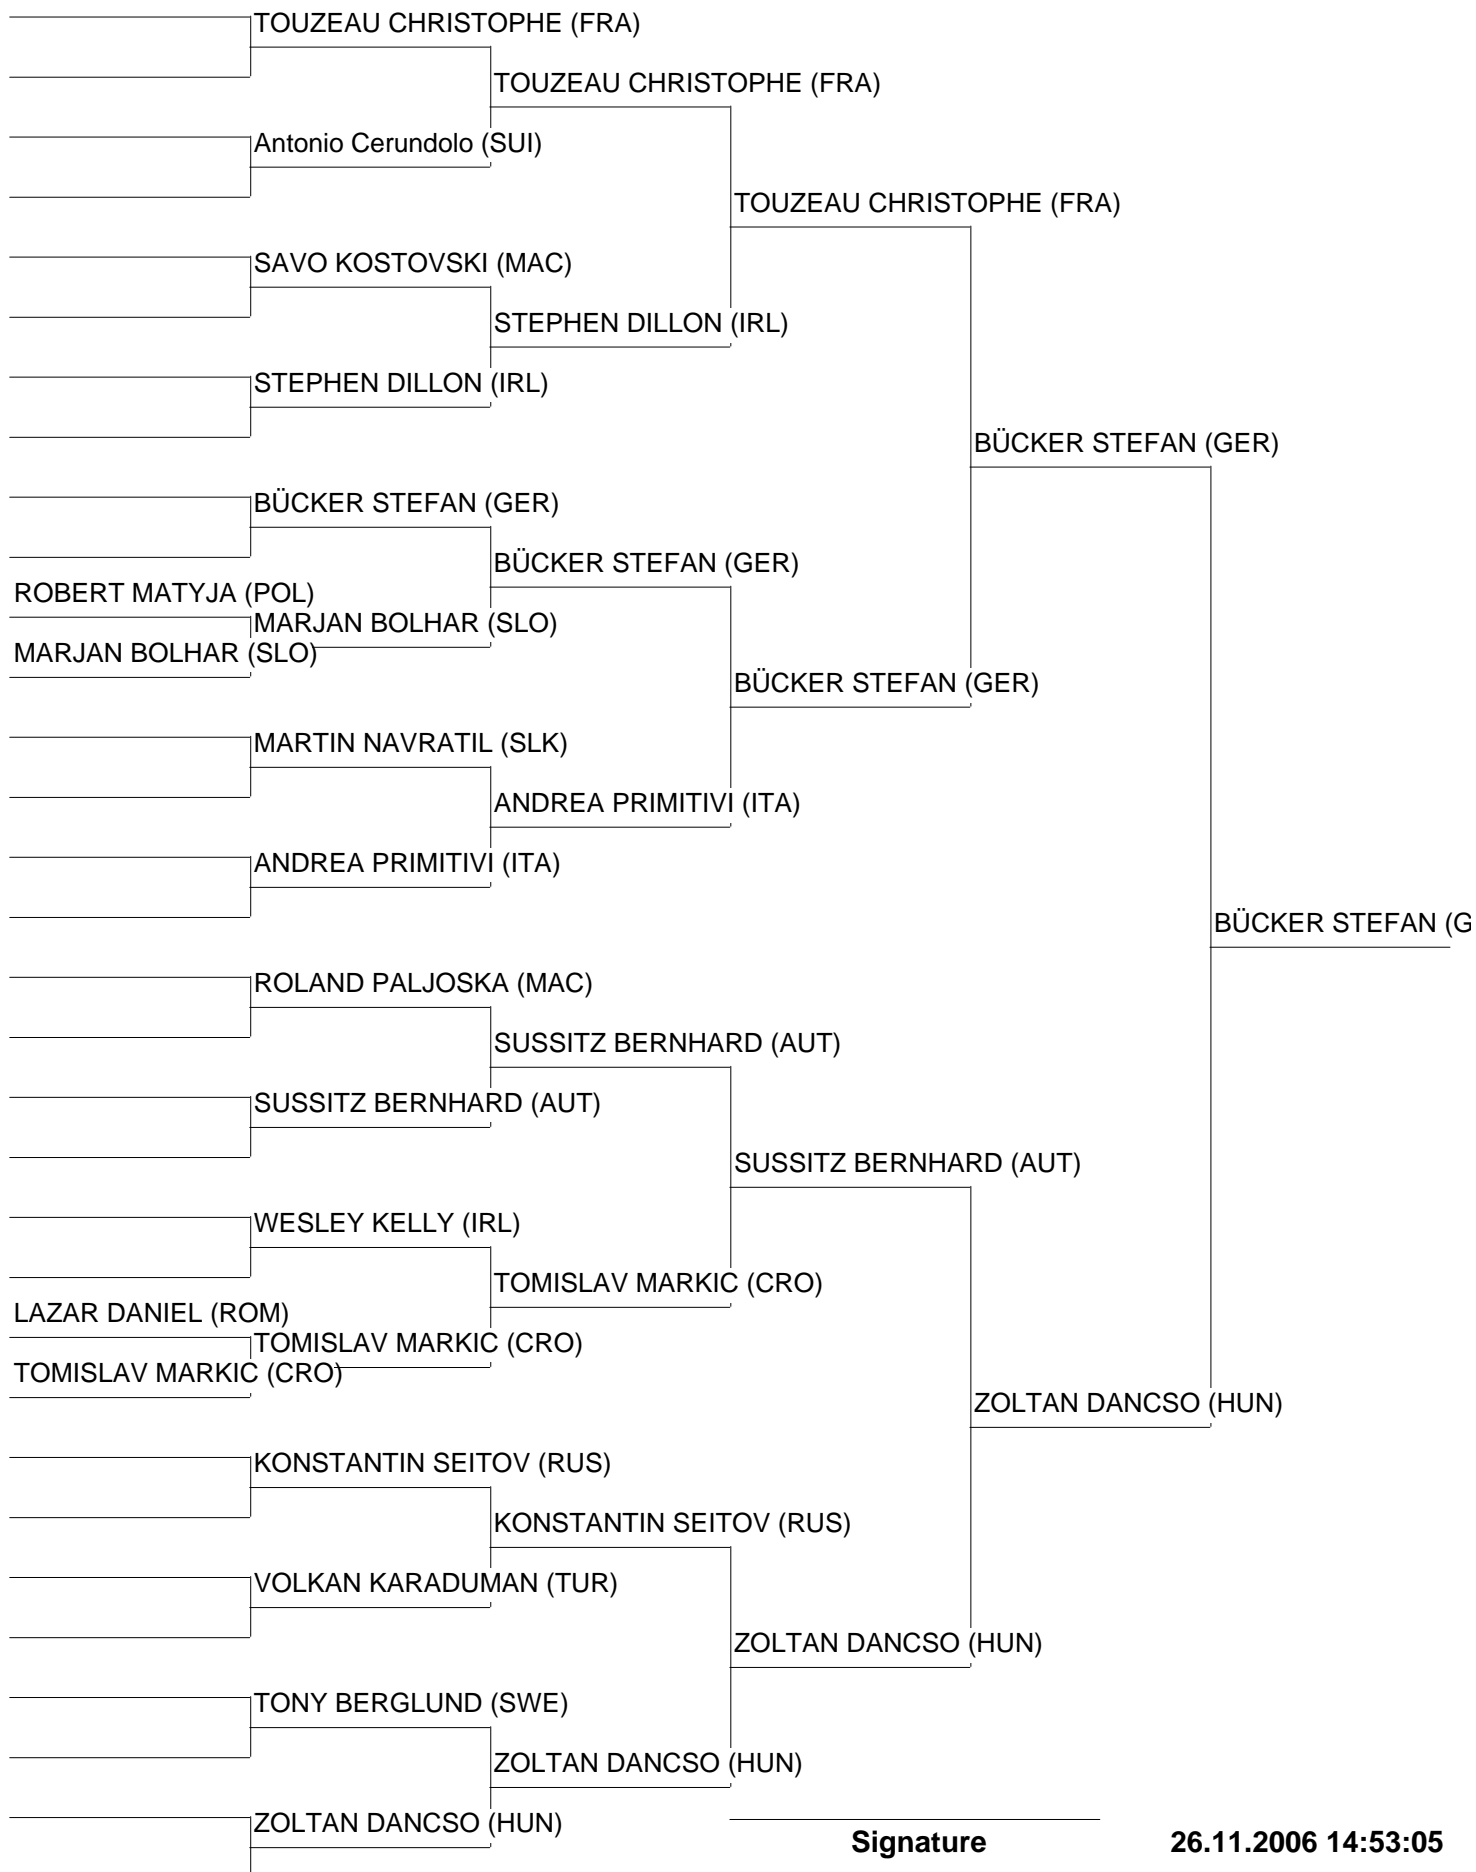 TOUZEAU CHRISTOPHE (FRA)
TOUZEAU CHRISTOPHE (FRA)
Antonio Cerundolo (SUI)
TOUZEAU CHRISTOPHE (FRA)
SAVO KOSTOVSKI (MAC)
STEPHEN DILLON (IRL)
STEPHEN DILLON (IRL)
BÜCKER STEFAN (GER)
BÜCKER STEFAN (GER)
BÜCKER STEFAN (GER)
ROBERT MATYJA (POL)
MARJAN BOLHAR (SLO)
MARJAN BOLHAR (SLO)
BÜCKER STEFAN (GER)
MARTIN NAVRATIL (SLK)
ANDREA PRIMITIVI (ITA)
ANDREA PRIMITIVI (ITA)
BÜCKER STEFAN (G
ROLAND PALJOSKA (MAC)
SUSSITZ BERNHARD (AUT)
SUSSITZ BERNHARD (AUT)
SUSSITZ BERNHARD (AUT)
WESLEY KELLY (IRL)
TOMISLAV MARKIC (CRO)
LAZAR DANIEL (ROM)
TOMISLAV MARKIC (CRO)
TOMISLAV MARKIC (CRO)
ZOLTAN DANCSO (HUN)
KONSTANTIN SEITOV (RUS)
KONSTANTIN SEITOV (RUS)
VOLKAN KARADUMAN (TUR)
ZOLTAN DANCSO (HUN)
TONY BERGLUND (SWE)
ZOLTAN DANCSO (HUN)
ZOLTAN DANCSO (HUN)
Signature 26.11.2006 14:53:05